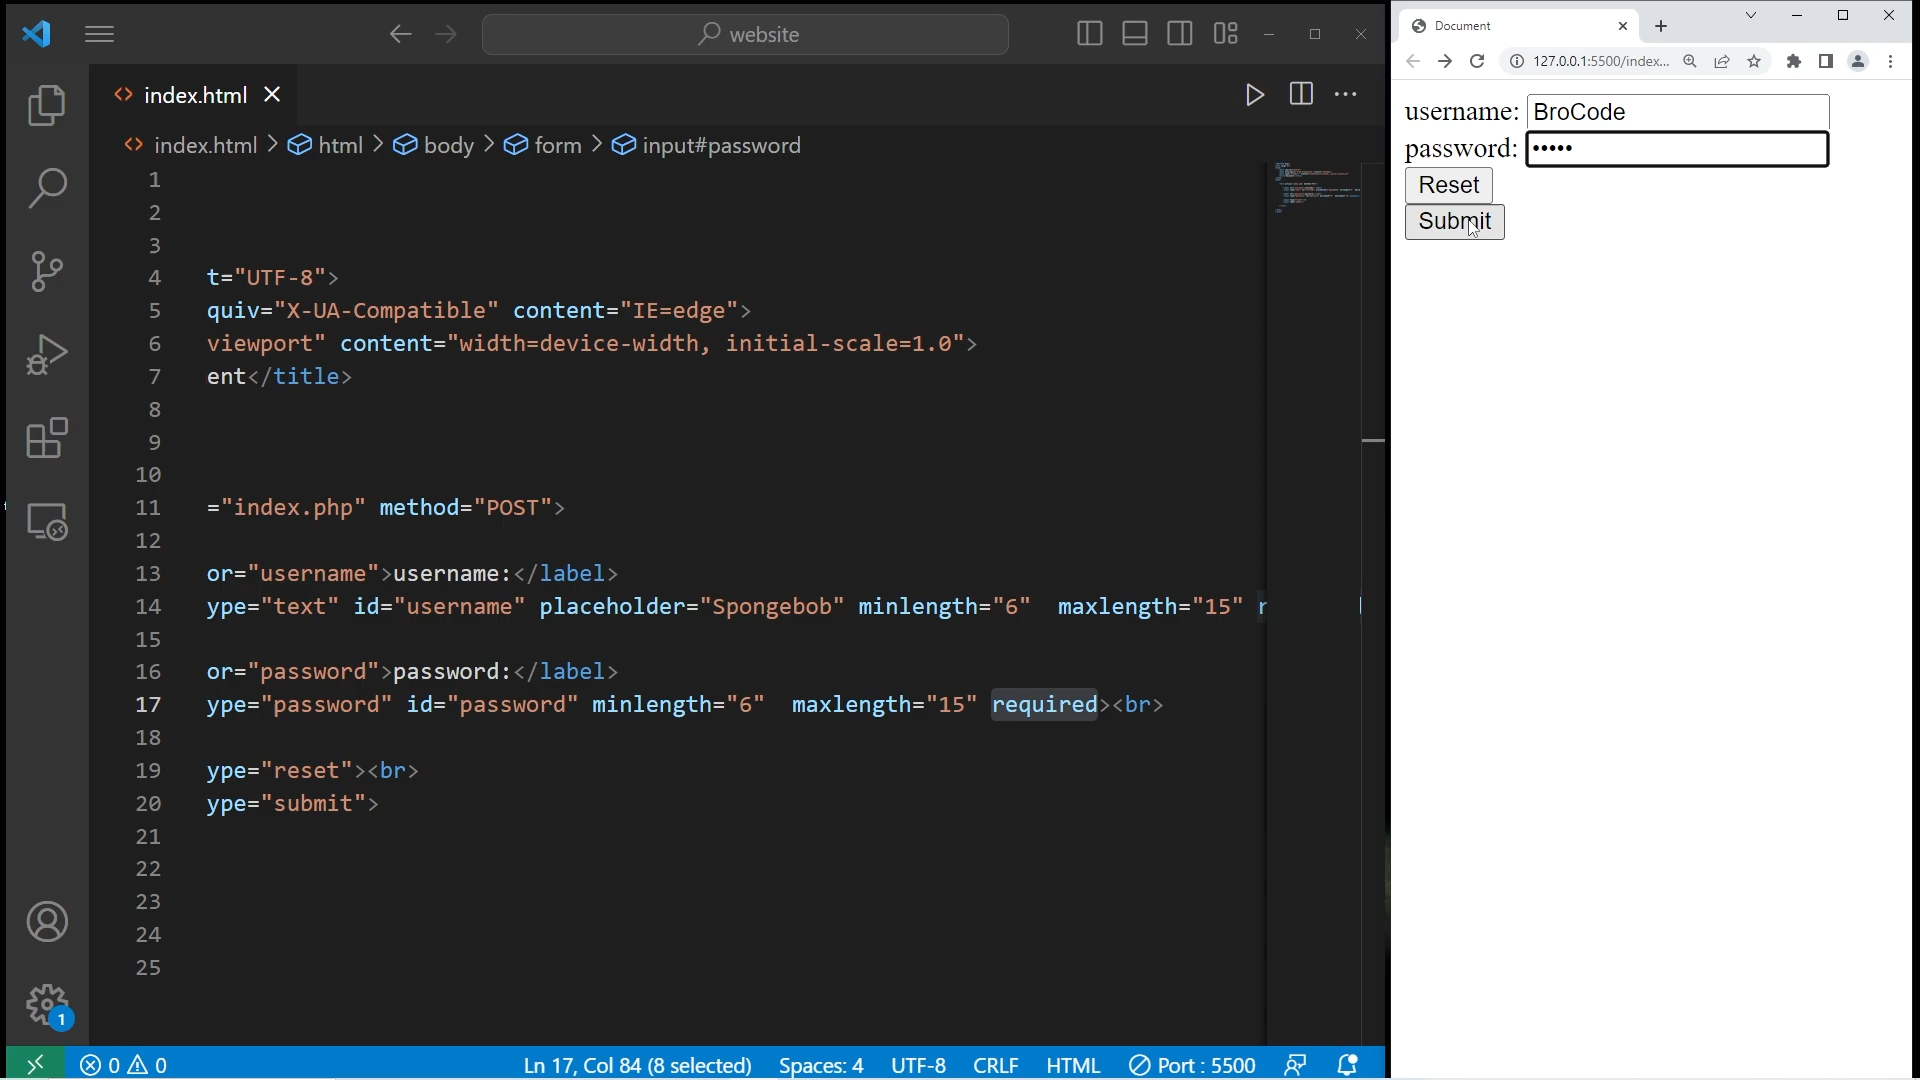 website
index.html
index.html > html > body > form > input#password
1
2
3
4 t="UTF-8">
5 quiv="X-UA-Compatible" content="IE=edge">
6 viewport" content="width=device-width, initial-scale=1.0">
7 ent</title>
8
9
10
11 ="index.php" method="POST">
12
13 or="username">username:</label>
14 ype="text" id="username" placeholder="Spongebob" minlength="6"  maxlength="15" r
15
16 or="password">password:</label>
17 ype="password" id="password" minlength="6"  maxlength="15" required><br>
18
19 ype="reset"><br>
20 ype="submit">
21
22
23
24
25
1
0 0 Ln 17, Col 84 (8 selected) Spaces: 4 UTF-8 CRLF HTML Port : 5500
Document
127.0.0.1:5500/index...
username: BroCode
password: •••••
Reset
Submit